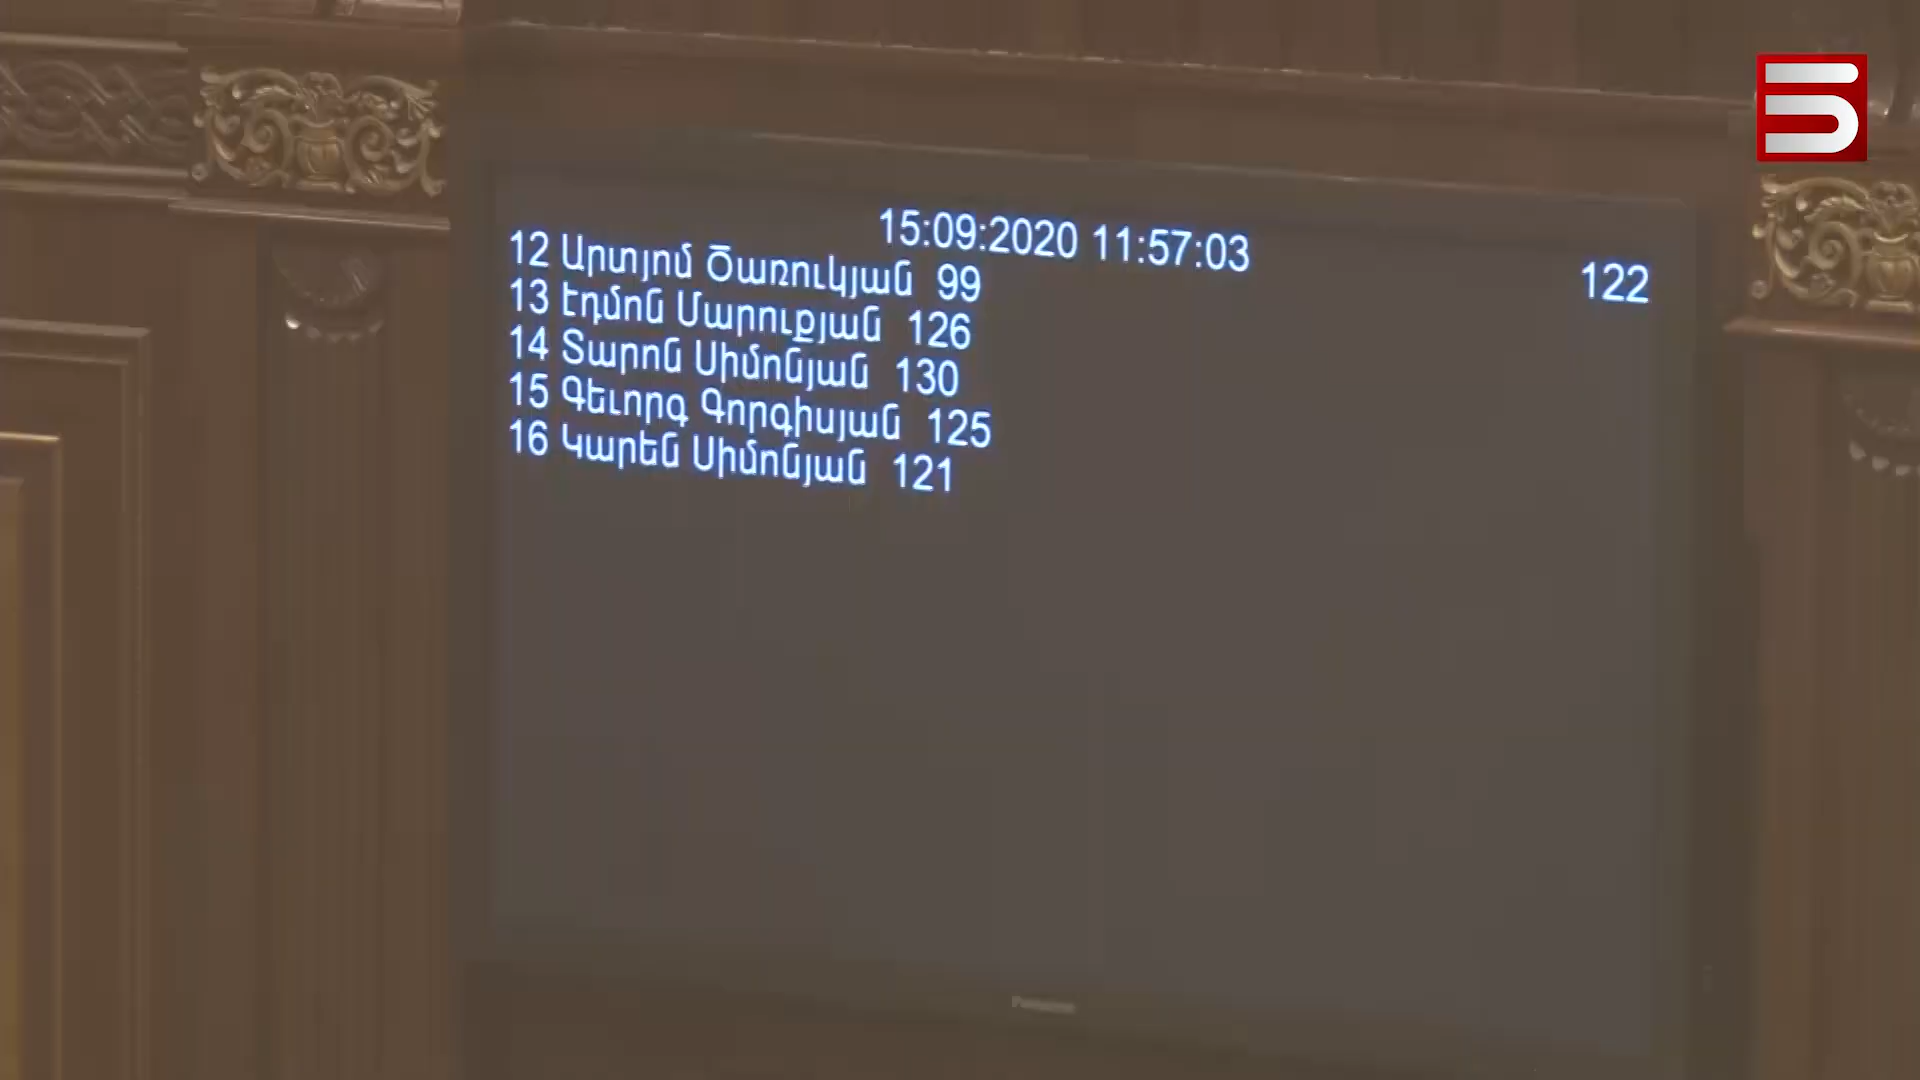 15:09:2020 11:57:03
122
12 Արտյոմ Ծառուկյան 99
13 Էդմոն Մարուքյան 126
14 Տարոն Սիմոնյան 130
15 Գեւորգ Գորգիսյան 125
16 Կարեն Սիմոնյան 121
Panasonic